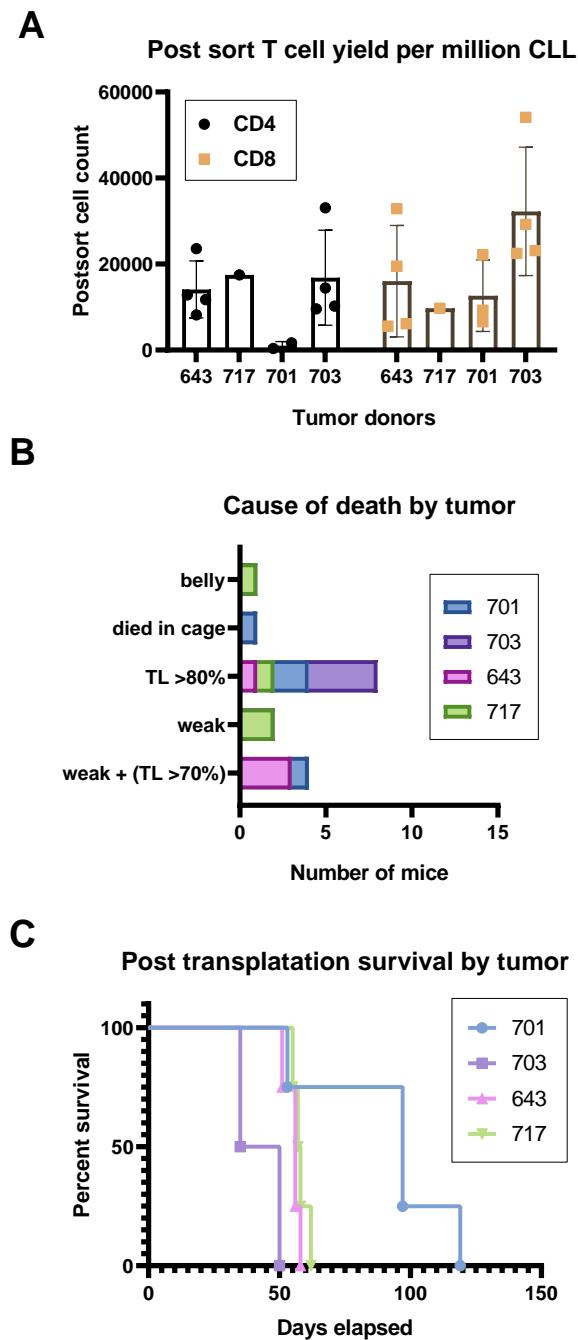 A
Post sort T cell yield per million CLL
60000
40000
20000
0
Postsort cell count
CD4
CD8
643 717 701 703 643 717 701 703
Tumor donors
B
Cause of death by tumor
belly
died in cage
TL >80%
weak
weak + (TL >70%)
701
703
643
717
0 5 10 15
Number of mice
C
Post transplatation survival by tumor
100
50
0
Percent survival
701
703
643
717
0 50 100 150
Days elapsed